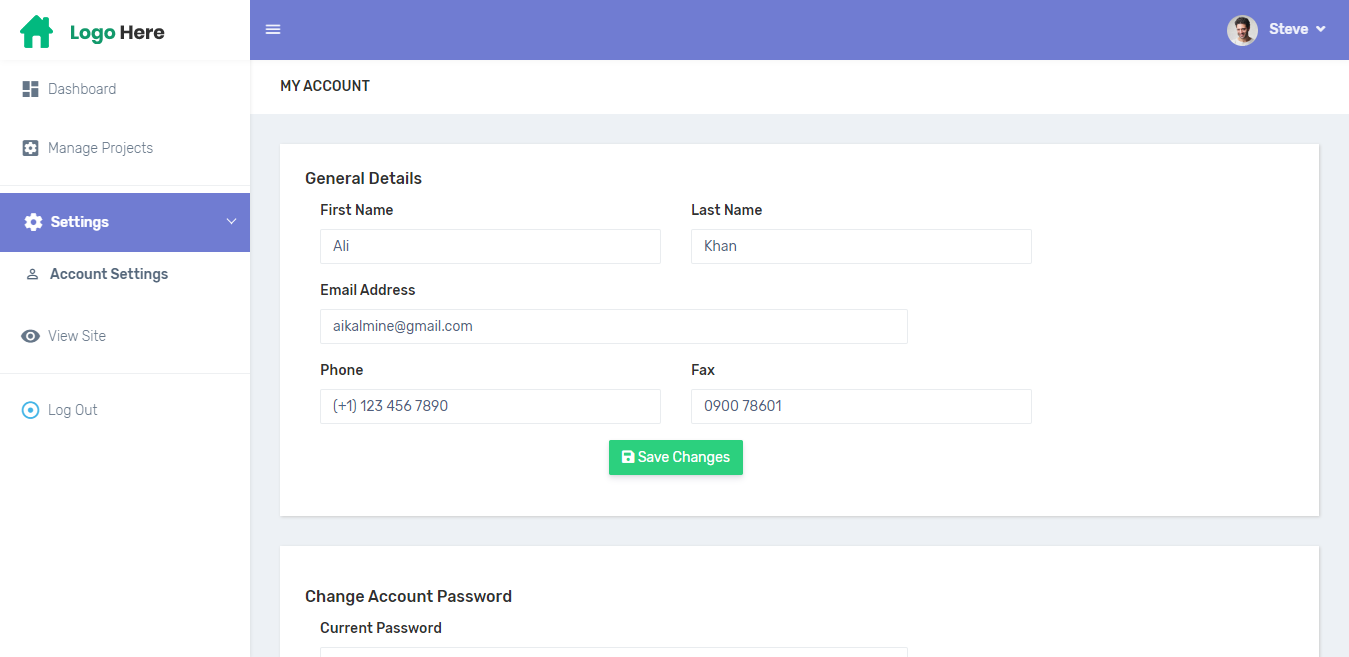 Logo Here
Steve
MY ACCOUNT
Dashboard
Manage Projects
Settings
Account Settings
View Site
Log Out
General Details
First Name
Last Name
Ali
Khan
Email Address
aikalmine@gmail.com
Phone
Fax
(+1) 123 456 7890
0900 78601
Save Changes
Change Account Password
Current Password